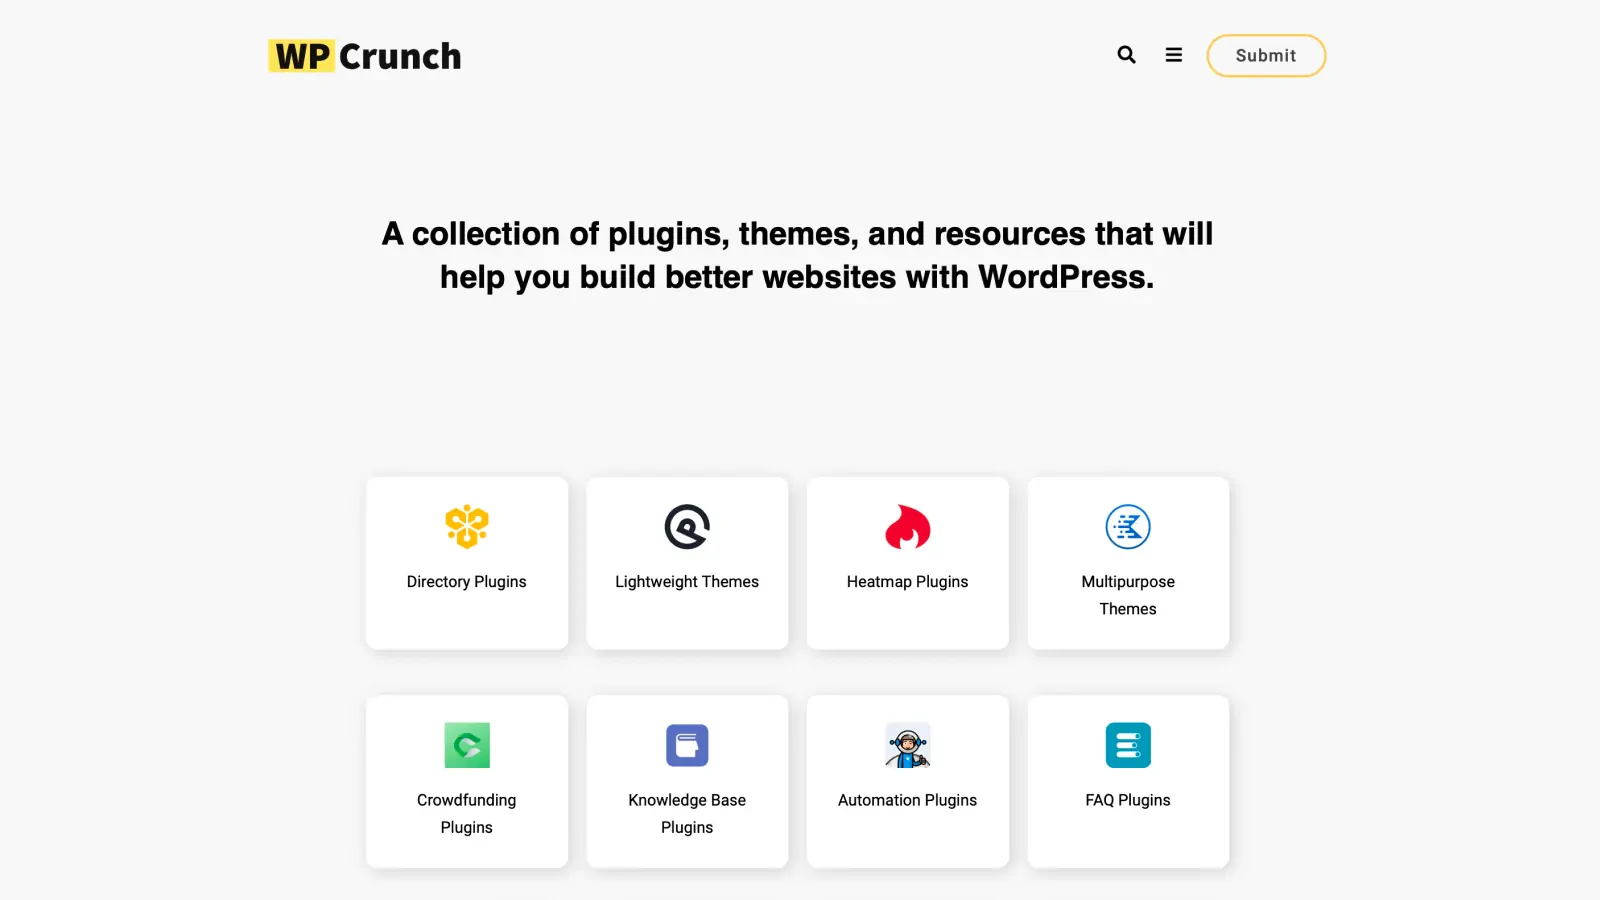 WP Crunch
Submit
A collection of plugins, themes, and resources that will
help you build better websites with WordPress.
Directory Plugins
Lightweight Themes
Heatmap Plugins
Multipurpose
Themes
Crowdfunding
Plugins
Knowledge Base
Plugins
Automation Plugins
FAQ Plugins